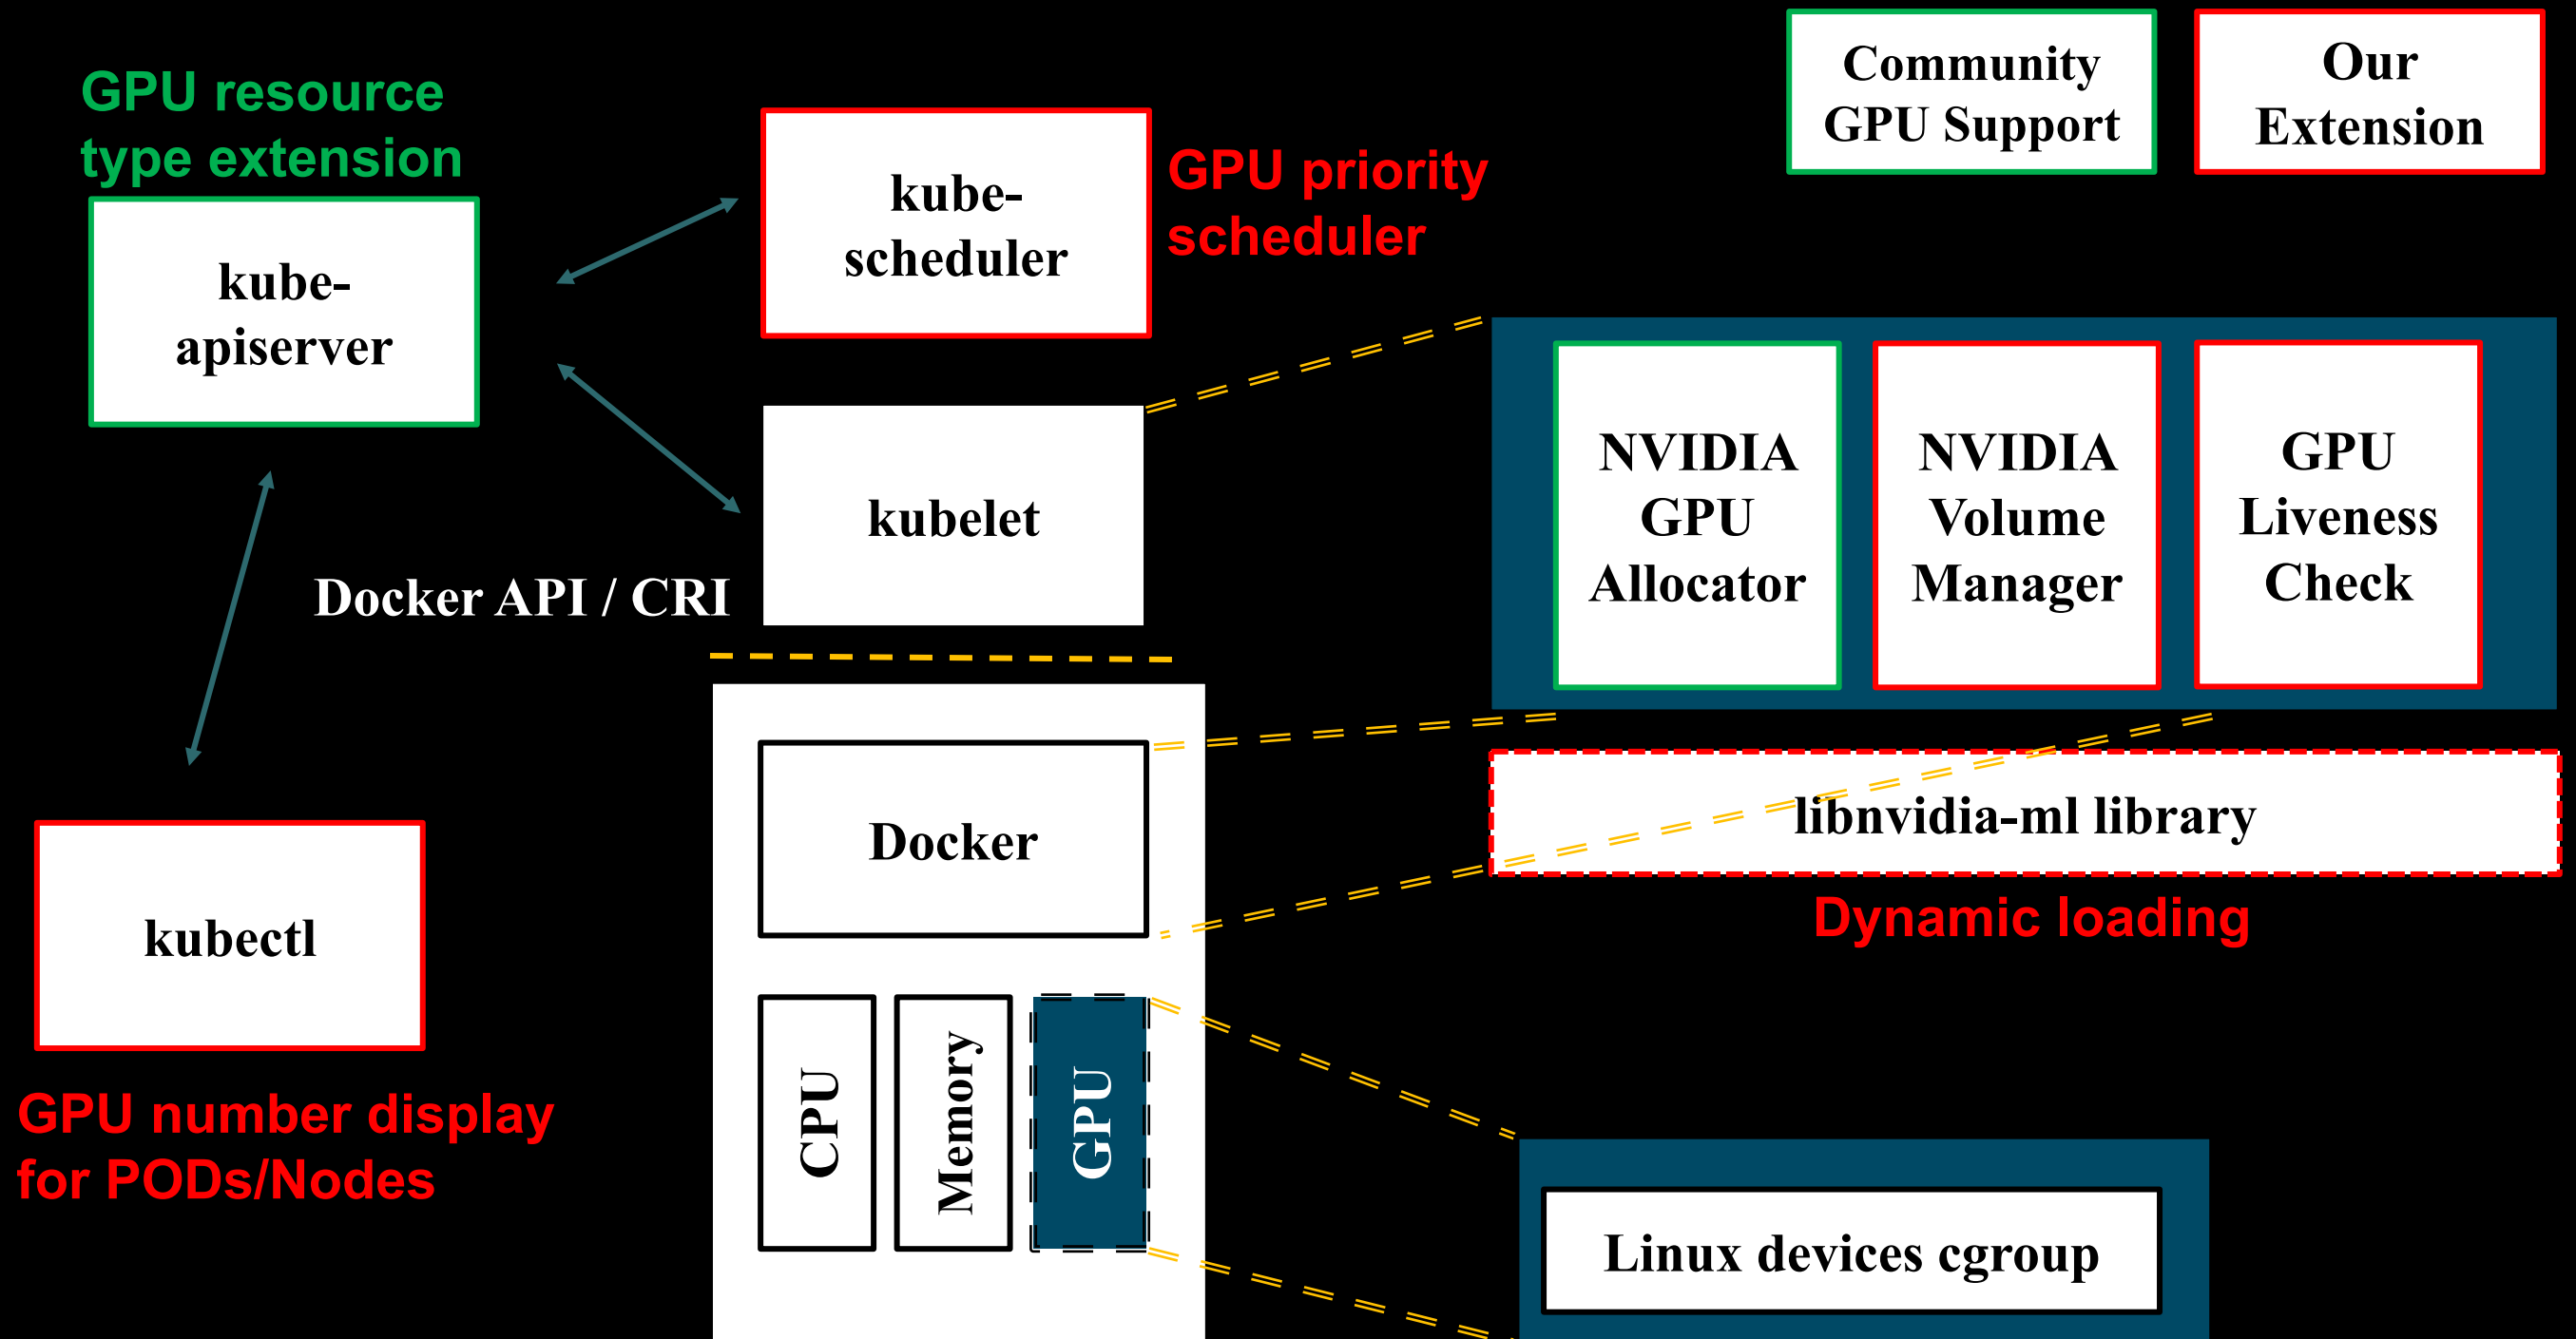 Community
GPU Support
Our
Extension
GPU resource
type extension
kube-
apiserver
kube-
scheduler
GPU priority
scheduler
kubelet
Docker API / CRI
NVIDIA
GPU
Allocator
NVIDIA
Volume
Manager
GPU
Liveness
Check
libnvidia-ml library
Dynamic loading
Docker
kubectl
GPU number display
for PODs/Nodes
CPU
Memory
GPU
Linux devices cgroup